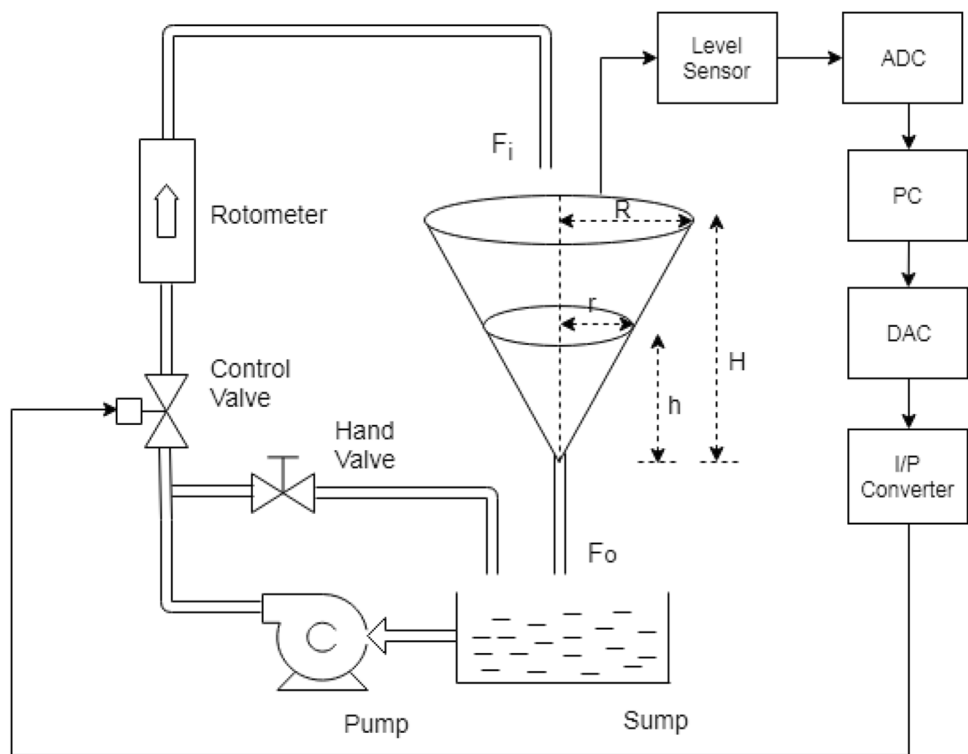 Level
Sensor
ADC
Fi
R
Rotometer
PC
r
DAC
H
h
Control
Valve
Hand
Valve
I/P
Converter
Fo
C
Pump
Sump